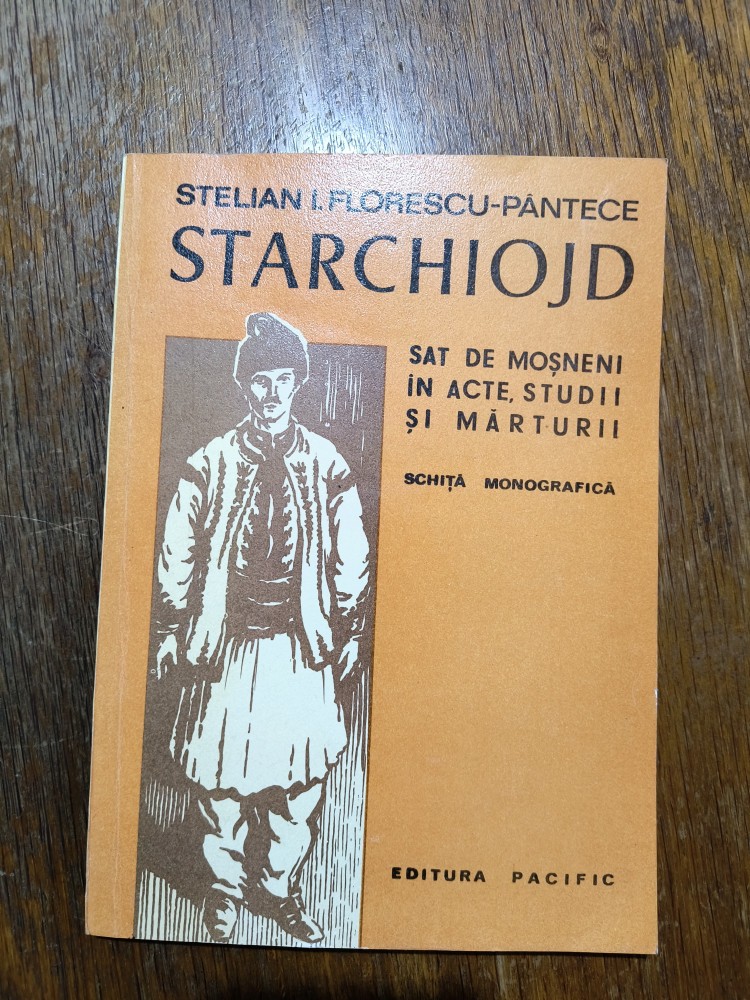 STELIAN I. FLORESCU-PÂNTECE
STARCHIOJD
SAT DE MOȘNENI
ÎN ACTE, STUDII
ȘI MĂRTURII
SCHIȚĂ MONOGRAFICĂ
EDITURA PACIFIC